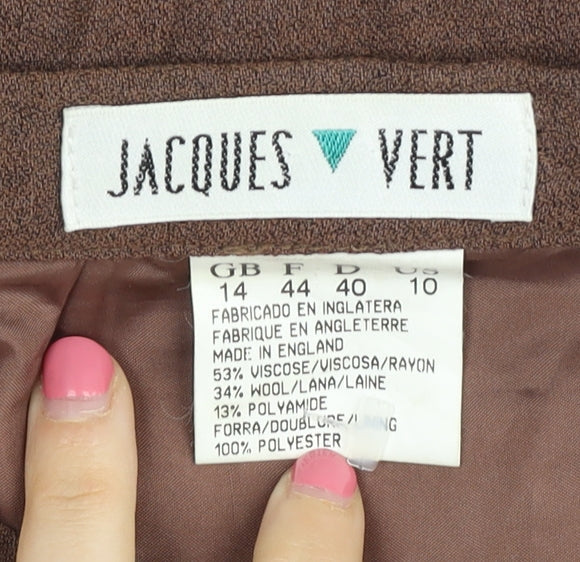 JACQUES VERT
GB F D US
14 44 40 10
FABRICADO EN INGLATERA
FABRIQUE EN ANGLETERRE
MADE IN ENGLAND
53% VISCOSE/VISCOSA/RAYON
34% WOOL/LANA/LAINE
13% POLYAMIDE
FORRA/DOUBLURE/LINING
100% POLYESTER